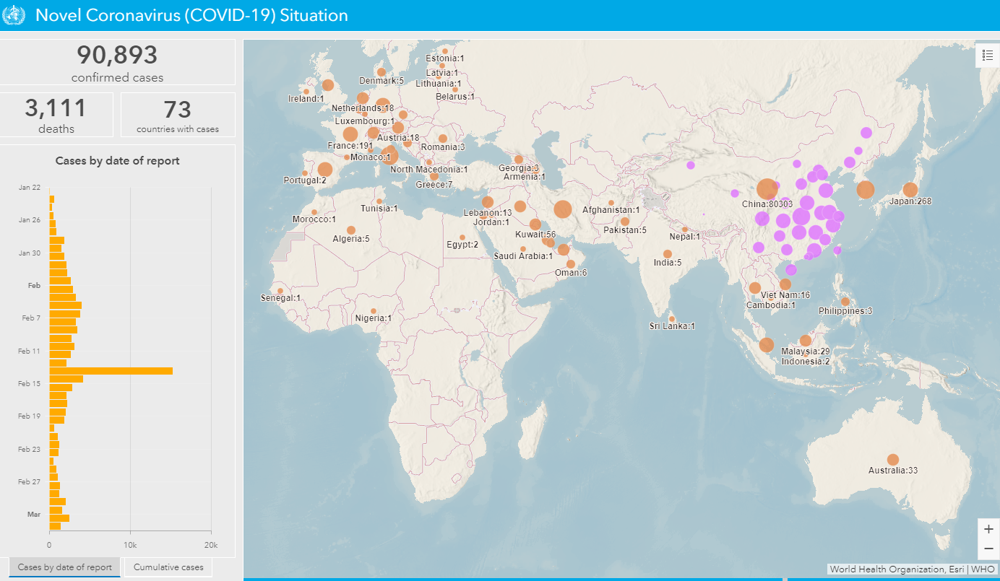 Novel Coronavirus (COVID-19) Situation
90,893
confirmed cases
3,111
deaths
73
countries with cases
Cases by date of report
Jan 22
Jan 26
Jan 30
Feb
Feb 7
Feb 11
Feb 15
Feb 19
Feb 23
Feb 27
Mar
0
10k
20k
Cases by date of report
Cumulative cases
Estonia:1
Latvia:1
Denmark:5
Lithuania:1
Ireland:1
Belarus:1
Netherlands:18
Luxembourg:1
Austria:18
France:191
Romania:3
Monaco:1
North Macedonia:1
Georgia:3
Armenia:1
Portugal:2
Greece:7
China:80303
Japan:268
Tunisia:1
Afghanistan:1
Lebanon:13
Morocco:1
Jordan:1
Pakistan:5
Kuwait:56
Nepal:1
Algeria:5
Egypt:2
Saudi Arabia:1
India:5
Oman:6
Viet Nam:16
Senegal:1
Cambodia:1
Philippines:3
Nigeria:1
Sri Lanka:1
Malaysia:29
Indonesia:2
Australia:33
+
−
World Health Organization, Esri | WHO